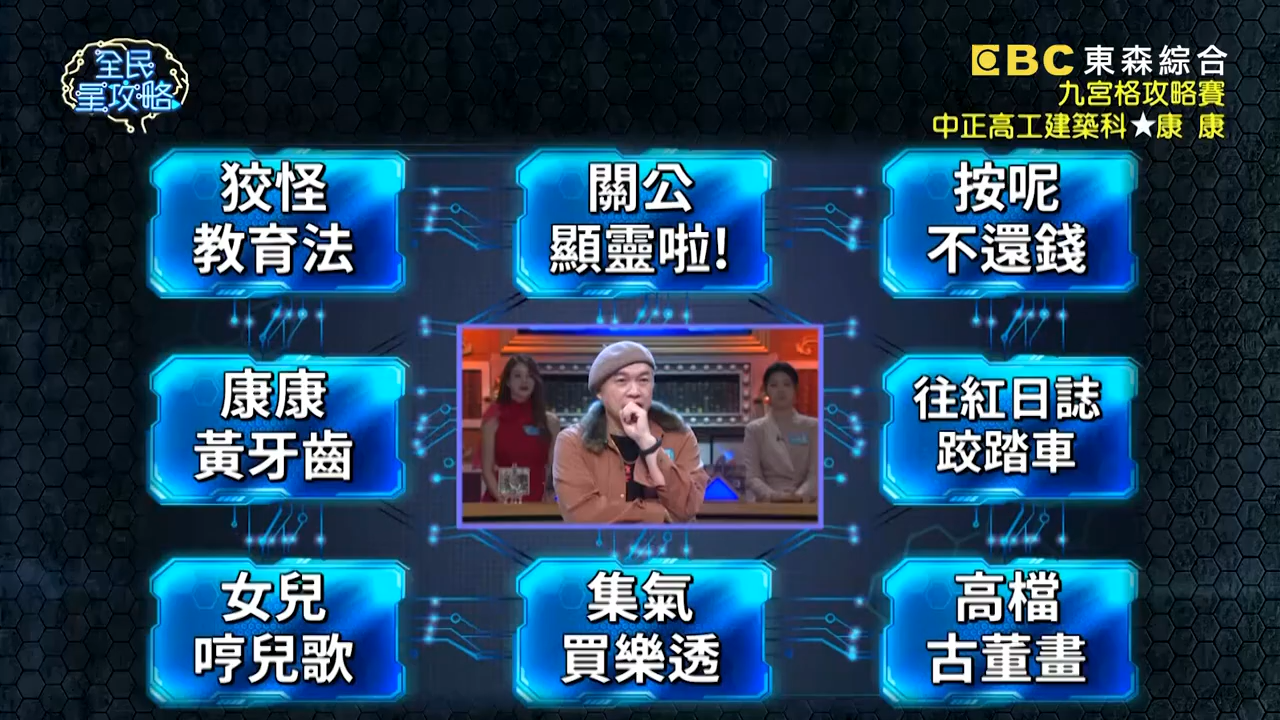 全民
星攻略
EBC 東森綜合
九宮格攻略賽
中正高工建築科★康 康
狡怪
教育法
關公
顯靈啦!
按呢
不還錢
康康
黃牙齒
往紅日誌
跤踏車
女兒
哼兒歌
集氣
買樂透
高檔
古董畫